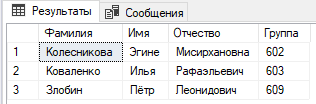 Результаты Сообщения
Фамилия Имя Отчество Группа
1 Колесникова Эгине Мисирхановна 602
2 Коваленко Илья Рафаэльевич 603
3 Злобин Пётр Леонидович 609